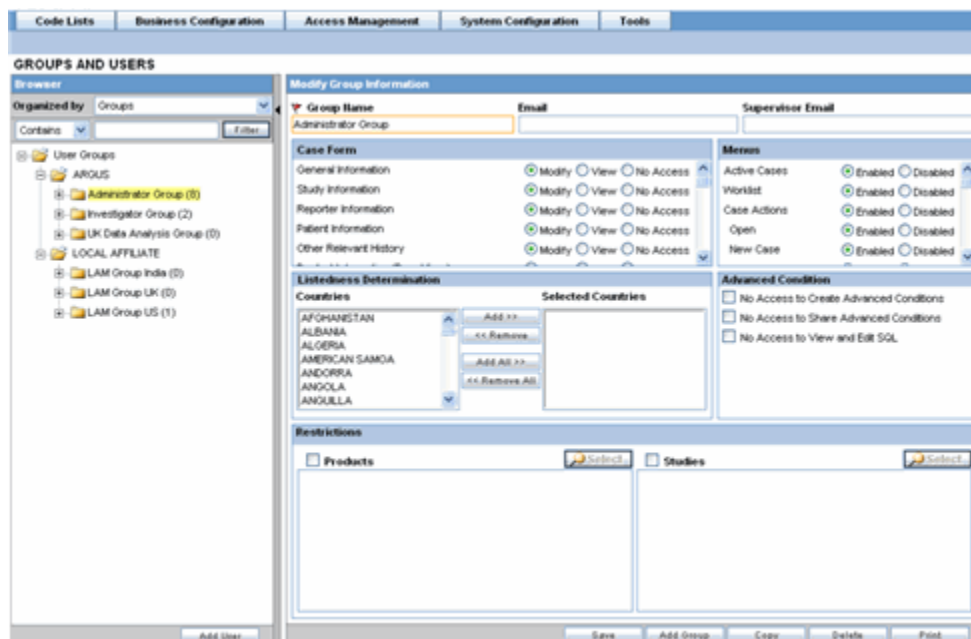 Code Lists Business Configuration Access Management System Configuration Tools
GROUPS AND USERS
Browser
Organized by Groups
Contains Filter
User Groups
ARGUS
Administrator Group (8)
Investigator Group (2)
UK Data Analysis Group (0)
LOCAL AFFILIATE
LAM Group India (0)
LAM Group UK (0)
LAM Group US (1)
Add User
Modify Group Information
Group Name Email Supervisor Email
Administrator Group
Case Form
General Information Modify View No Access
Study Information Modify View No Access
Reporter Information Modify View No Access
Patient Information Modify View No Access
Other Relevant History Modify View No Access
Menus
Active Cases Enabled Disabled
Worklist Enabled Disabled
Case Actions Enabled Disabled
Open Enabled Disabled
New Case Enabled Disabled
Listedness Determination
Countries Selected Countries
AFGHANISTAN
ALBANIA
ALGERIA
AMERICAN SAMOA
ANDORRA
ANGOLA
ANGUILLA
Add >>
<< Remove
Add All >>
<< Remove All
Advanced Condition
No Access to Create Advanced Conditions
No Access to Share Advanced Conditions
No Access to View and Edit SQL
Restrictions
Products Select Studies Select
Save Add Group Copy Delete Print